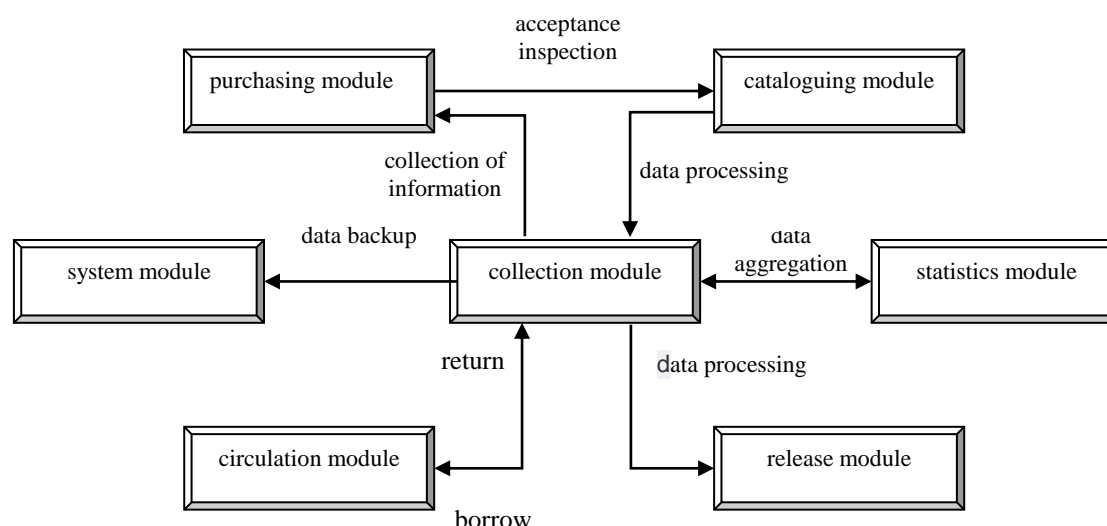 acceptance
inspection
purchasing module
cataloguing module
collection of
information
data processing
data backup
data
aggregation
system module
collection module
statistics module
return
data processing
circulation module
release module
borrow